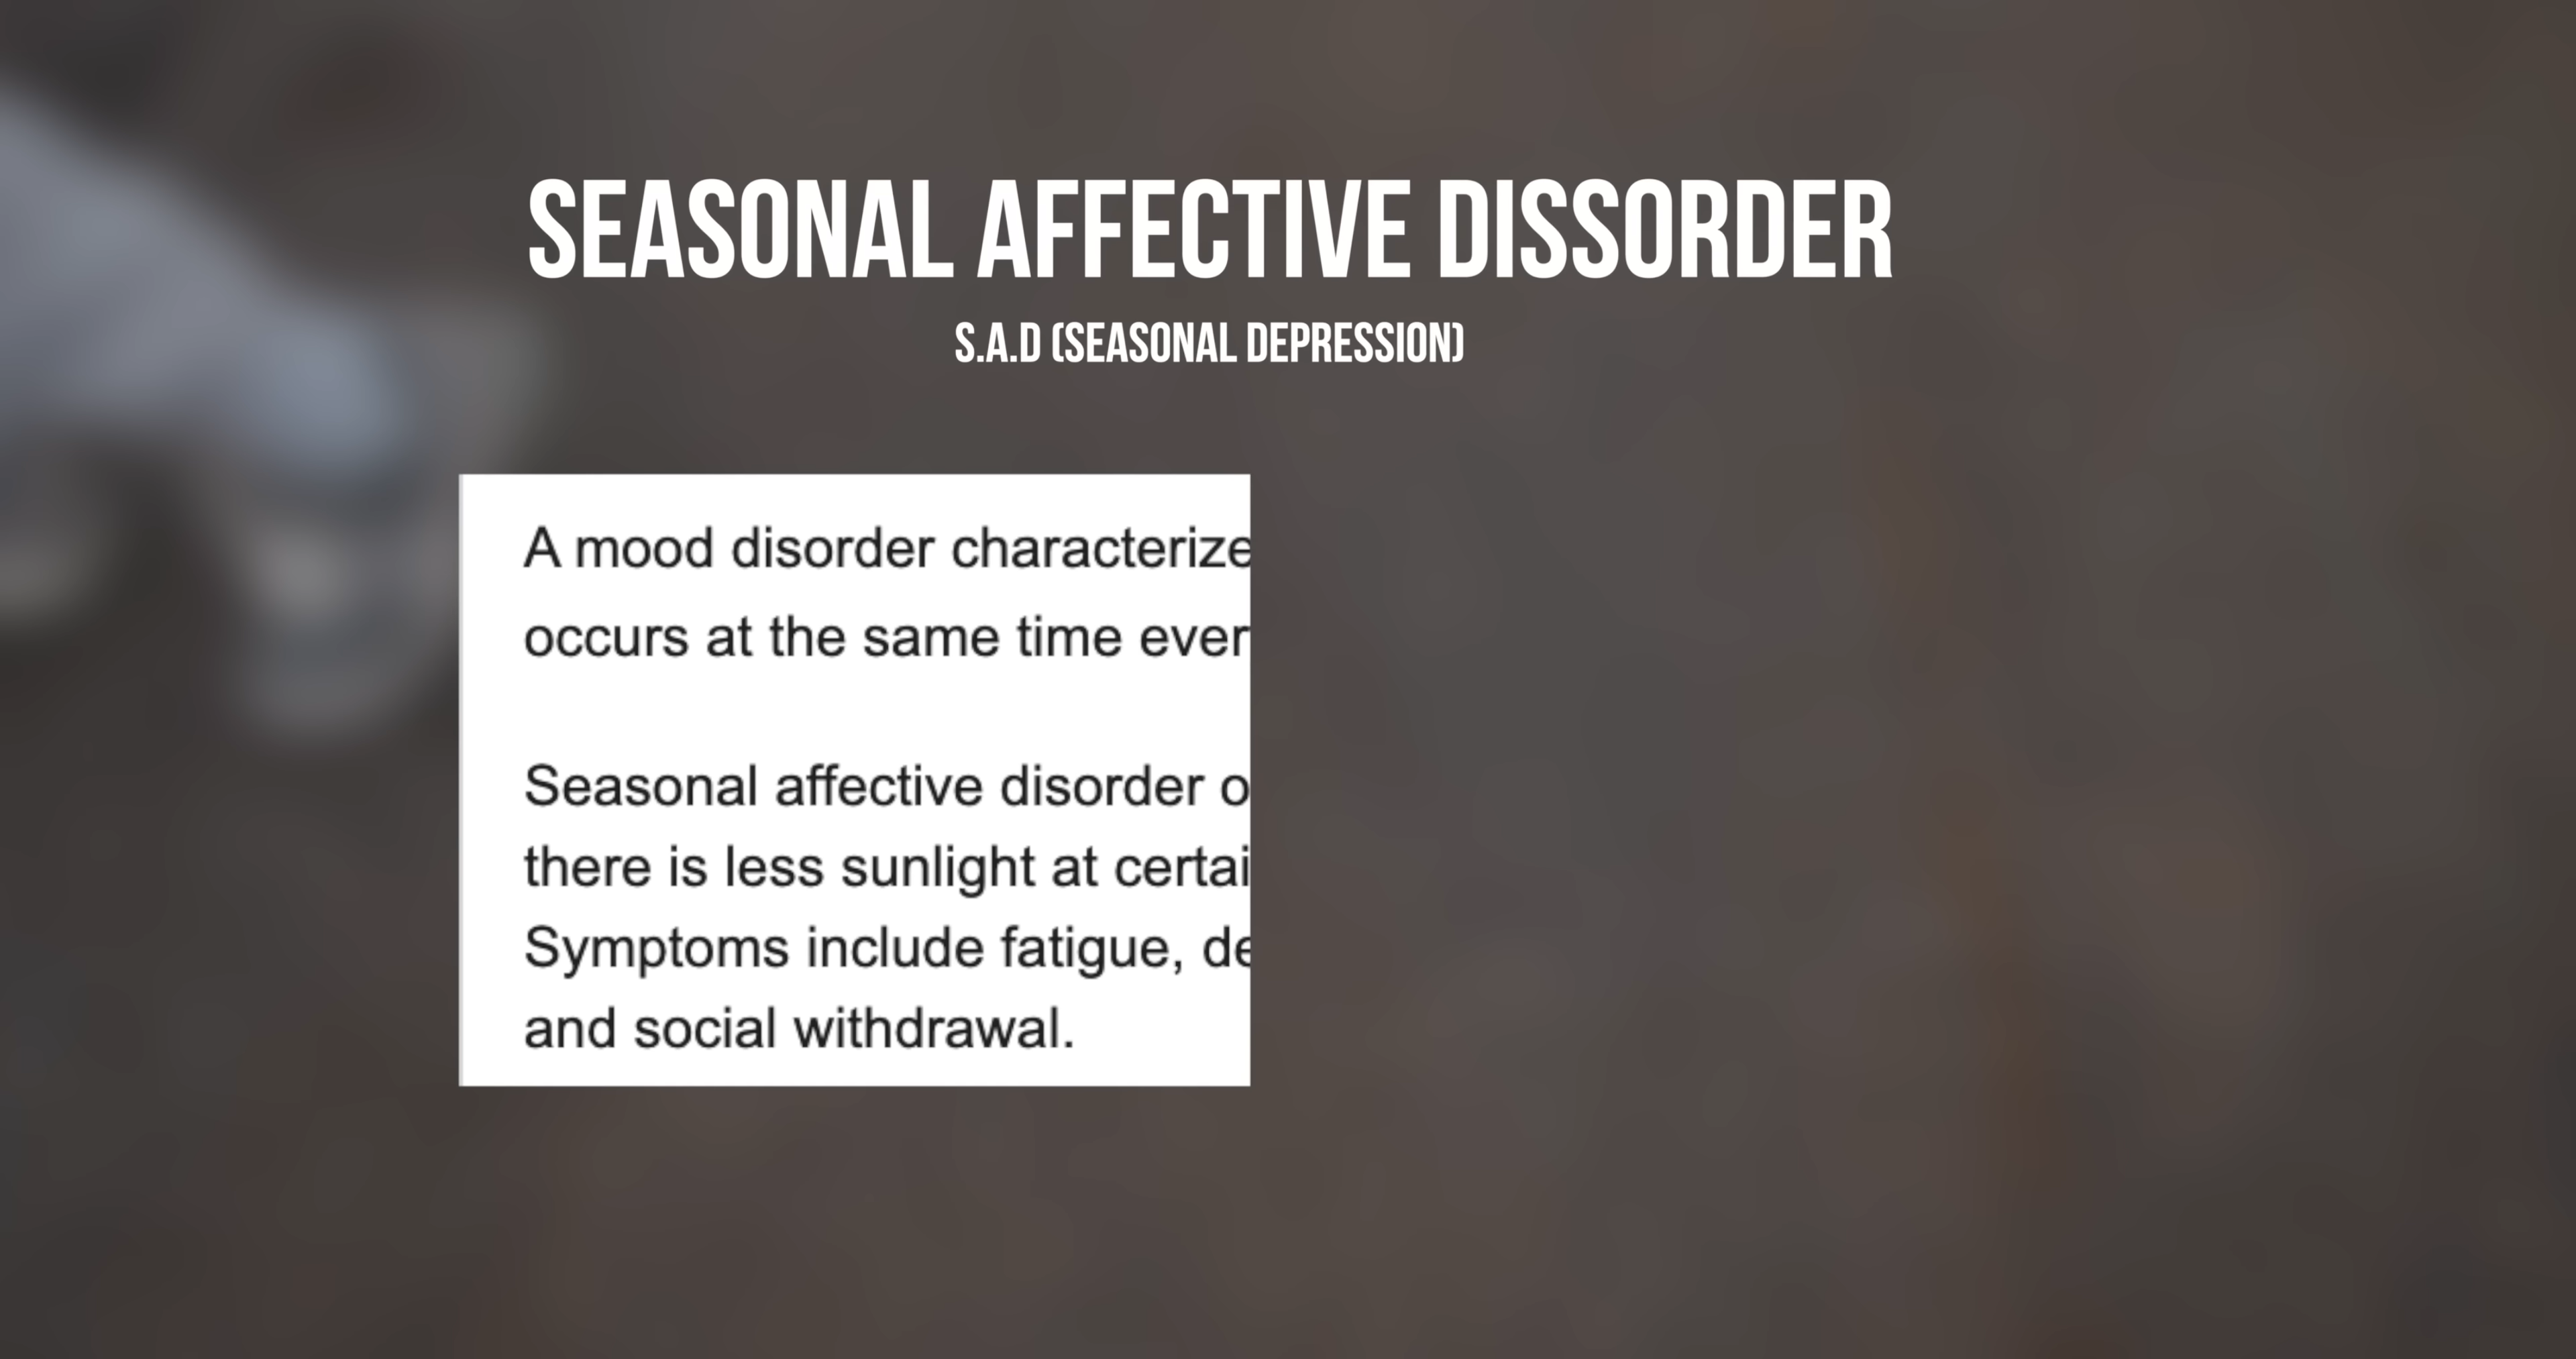 SEASONAL AFFECTIVE DISSORDER
S.A.D (SEASONAL DEPRESSION)
A mood disorder characterize
occurs at the same time ever
Seasonal affective disorder o
there is less sunlight at certai
Symptoms include fatigue, de
and social withdrawal.